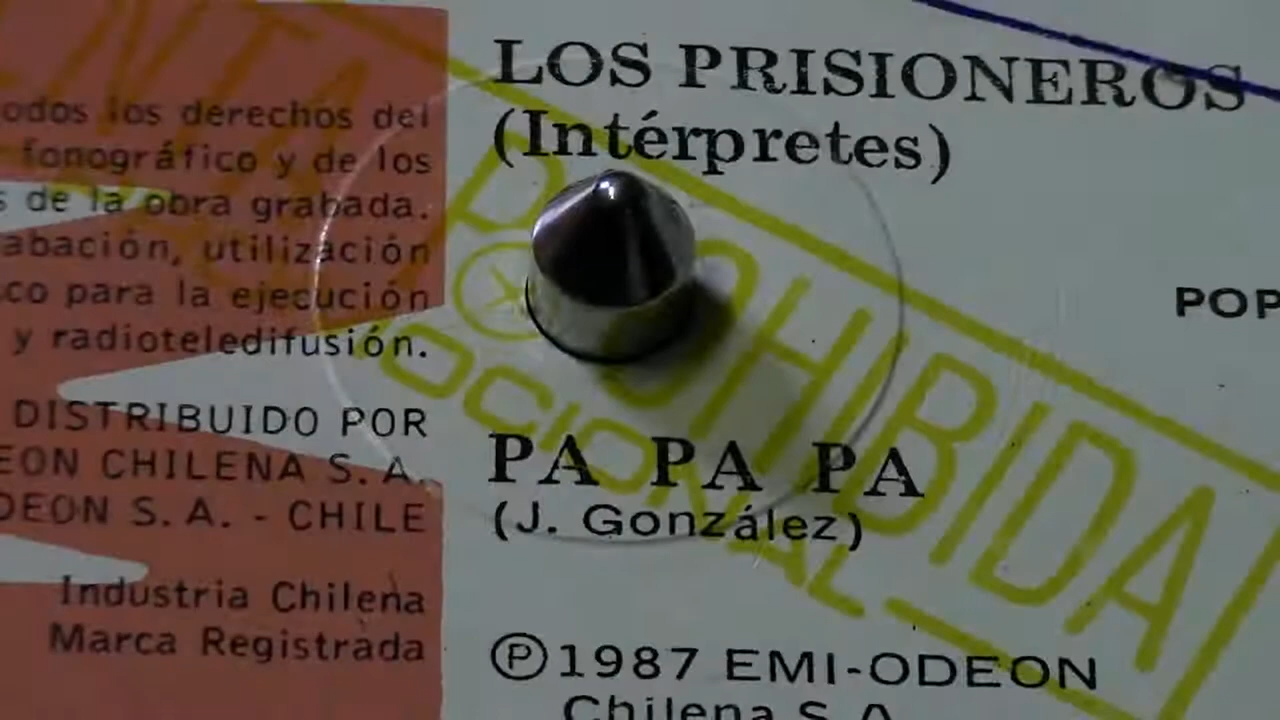 LOS PRISIONEROS
(Intérpretes)
POP
PA PA PA
(J. González)
Ⓟ1987 EMI-ODEON
Chilena S.A.
odos los derechos del
fonográfico y de los
s de la obra grabada.
abación, utilización
co para la ejecución
y radioteledifusión.
DISTRIBUIDO POR
EON CHILENA S.A.
DEON S.A. - CHILE
Industria Chilena
Marca Registrada
PROHIBIDA